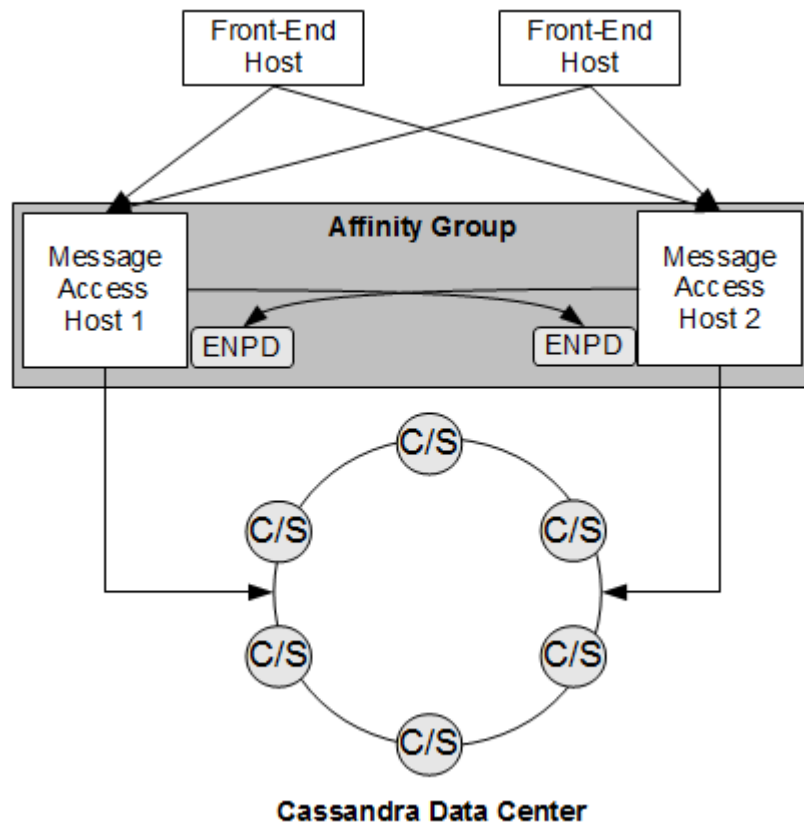 Front-End
Host
Front-End
Host
Affinity Group
Message
Access
Host 1
Message
Access
Host 2
ENPD
ENPD
C/S
C/S
C/S
C/S
C/S
C/S
Cassandra Data Center